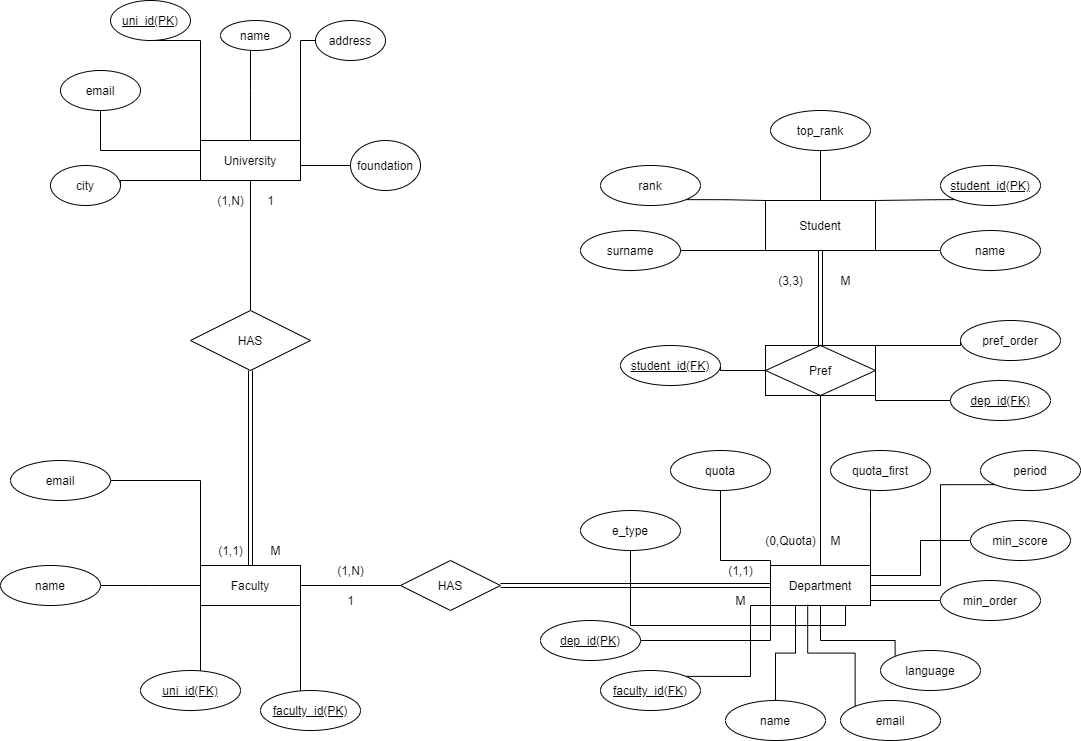 uni_id(PK)
name
address
email
University
foundation
city
(1,N)
1
HAS
top_rank
rank
student_id(PK)
Student
surname
name
(3,3)
M
pref_order
student_id(FK)
Pref
dep_id(FK)
email
quota
quota_first
period
e_type
(0,Quota)
M
min_score
(1,1)
M
(1,N)
(1,1)
name
Faculty
HAS
Department
1
M
min_order
dep_id(PK)
language
uni_id(FK)
faculty_id(PK)
faculty_id(FK)
name
email